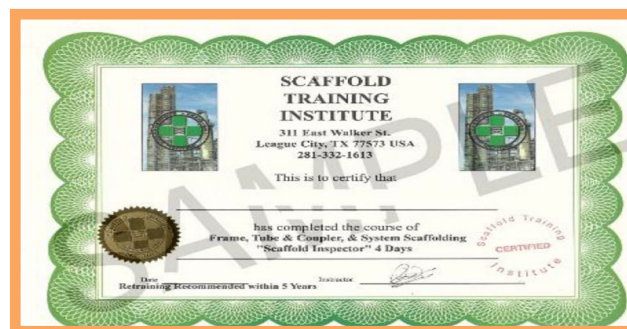 SCAFFOLD
TRAINING
INSTITUTE
311 East Walker St.
League City, TX 77573 USA
281-332-1613
This is to certify that
has completed the course of
Frame, Tube & Coupler, & System Scaffolding
"Scaffold Inspector" 4 Days
Scaffold Training
CERTIFIED
Institute
Date Instructor
Retraining Recommended within 5 Years
SAMPLE